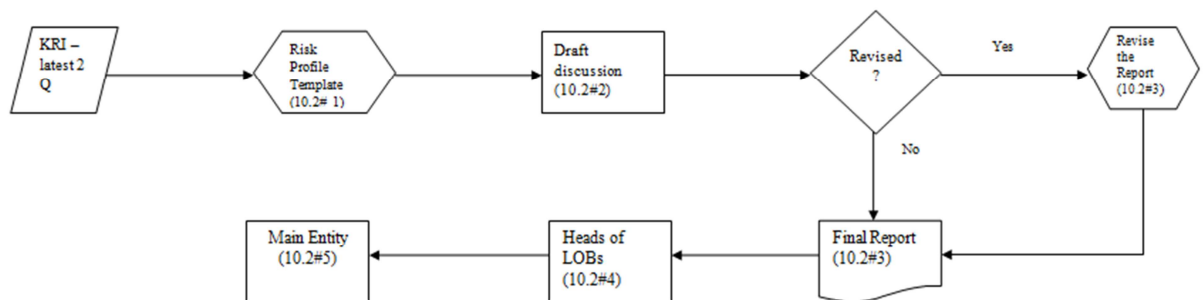 KRI –
latest 2
Q
Risk
Profile
Template
(10.2# 1)
Draft
discussion
(10.2#2)
Revised
?
Yes
Revise
the
Report
(10.2#3)
No
Main Entity
(10.2#5)
Heads of
LOBs
(10.2#4)
Final Report
(10.2#3)